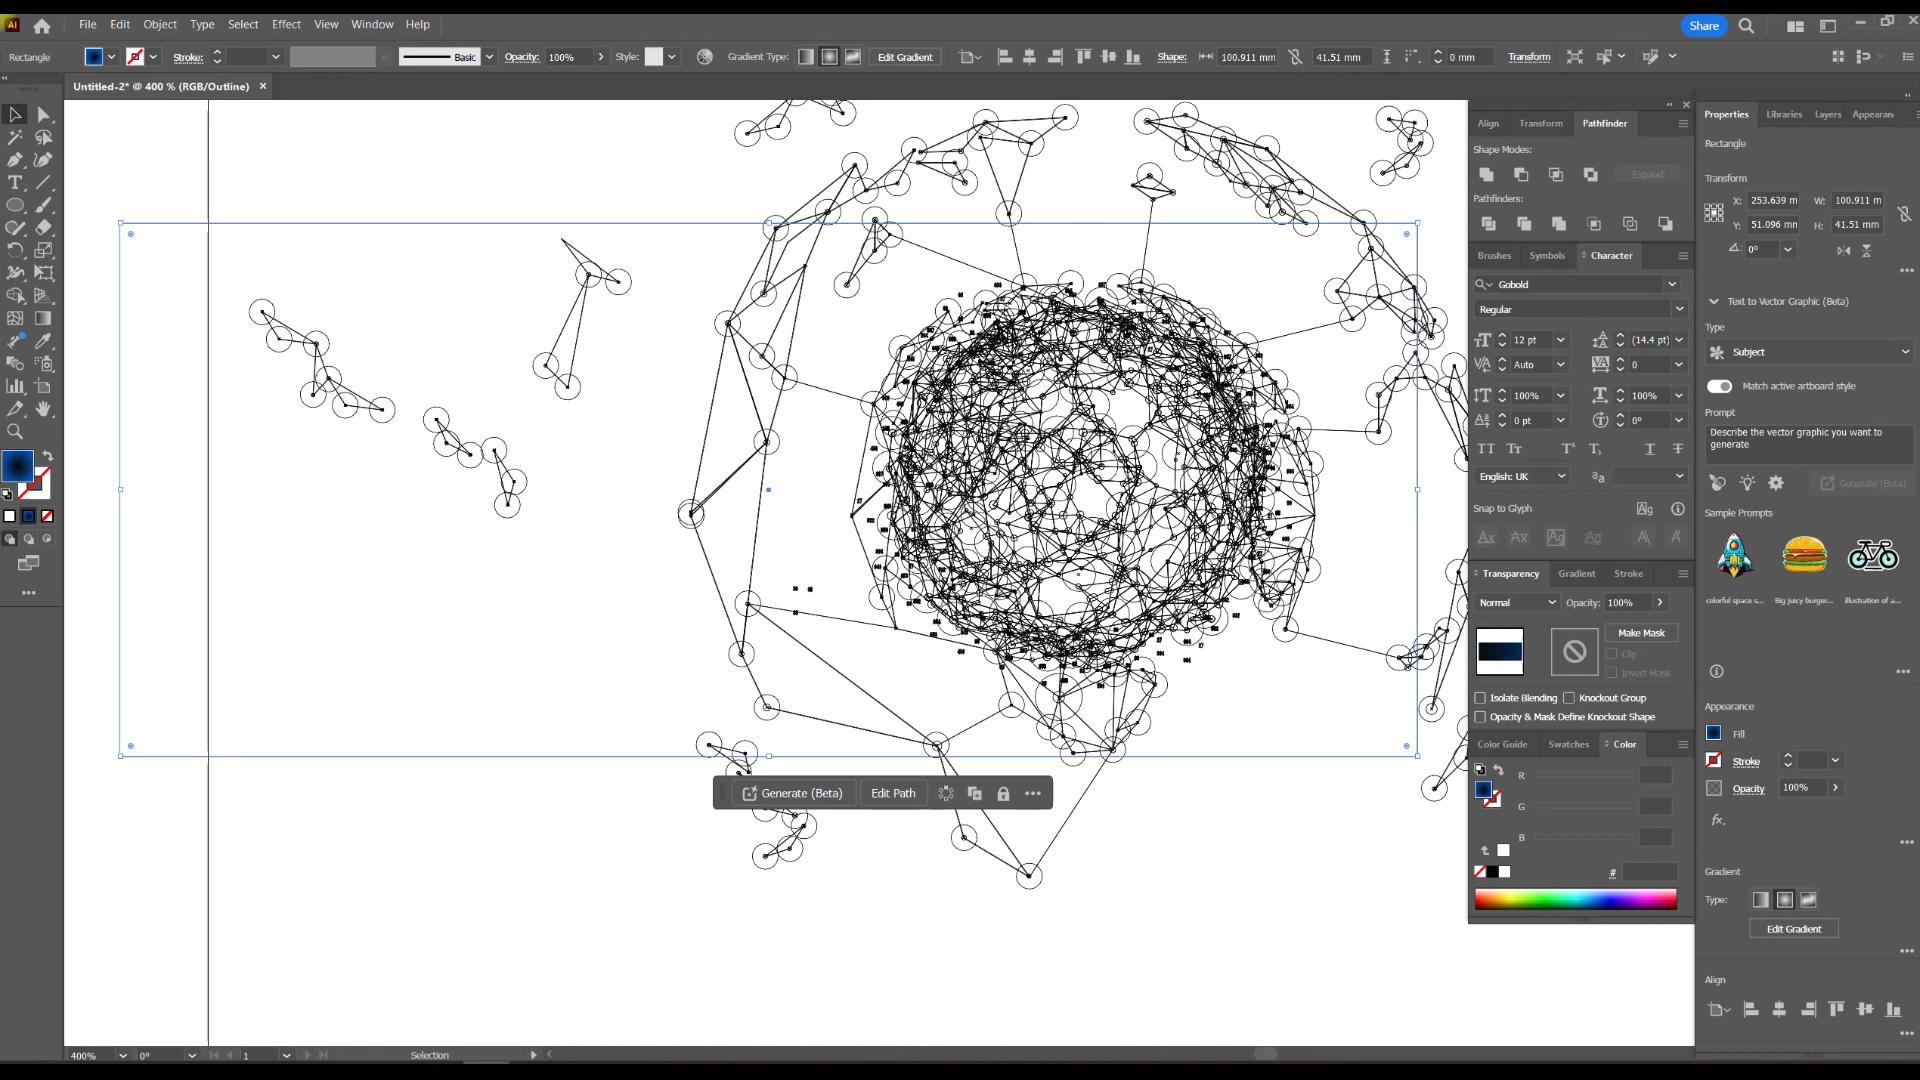 Ai File Edit Object Type Select Effect View Window Help Share
Rectangle Stroke: Basic Opacity: 100% Style: Gradient Type: Edit Gradient Shape: 100.911 mm 41.51 mm 0 mm Transform
Untitled-2* @ 400 % (RGB/Outline) ×
Align Transform Pathfinder
Shape Modes:
Expand
Pathfinders:
Brushes Symbols Character
Gobold
Regular
12 pt (14.4 pt)
Auto 0
100% 100%
0 pt 0°
English: UK
Snap to Glyph
Transparency Gradient Stroke
Normal Opacity: 100%
Make Mask
Clip
Invert Mask
Isolate Blending Knockout Group
Opacity & Mask Define Knockout Shape
Color Guide Swatches Color
R
G
B
#
Properties Libraries Layers Appearan
Rectangle
Transform
X: 253.639 m W: 100.911 m
Y: 51.096 mm H: 41.51 mm
0°
Text to Vector Graphic (Beta)
Type
Subject
Match active artboard style
Prompt
Describe the vector graphic you want to
generate
Generate (Beta)
Sample Prompts
colorful space s... Big juicy burger... illustration of a...
Appearance
Fill
Stroke
Opacity 100%
fx.
Gradient
Type:
Edit Gradient
Align
Generate (Beta) Edit Path
400% 0° 1 Selection